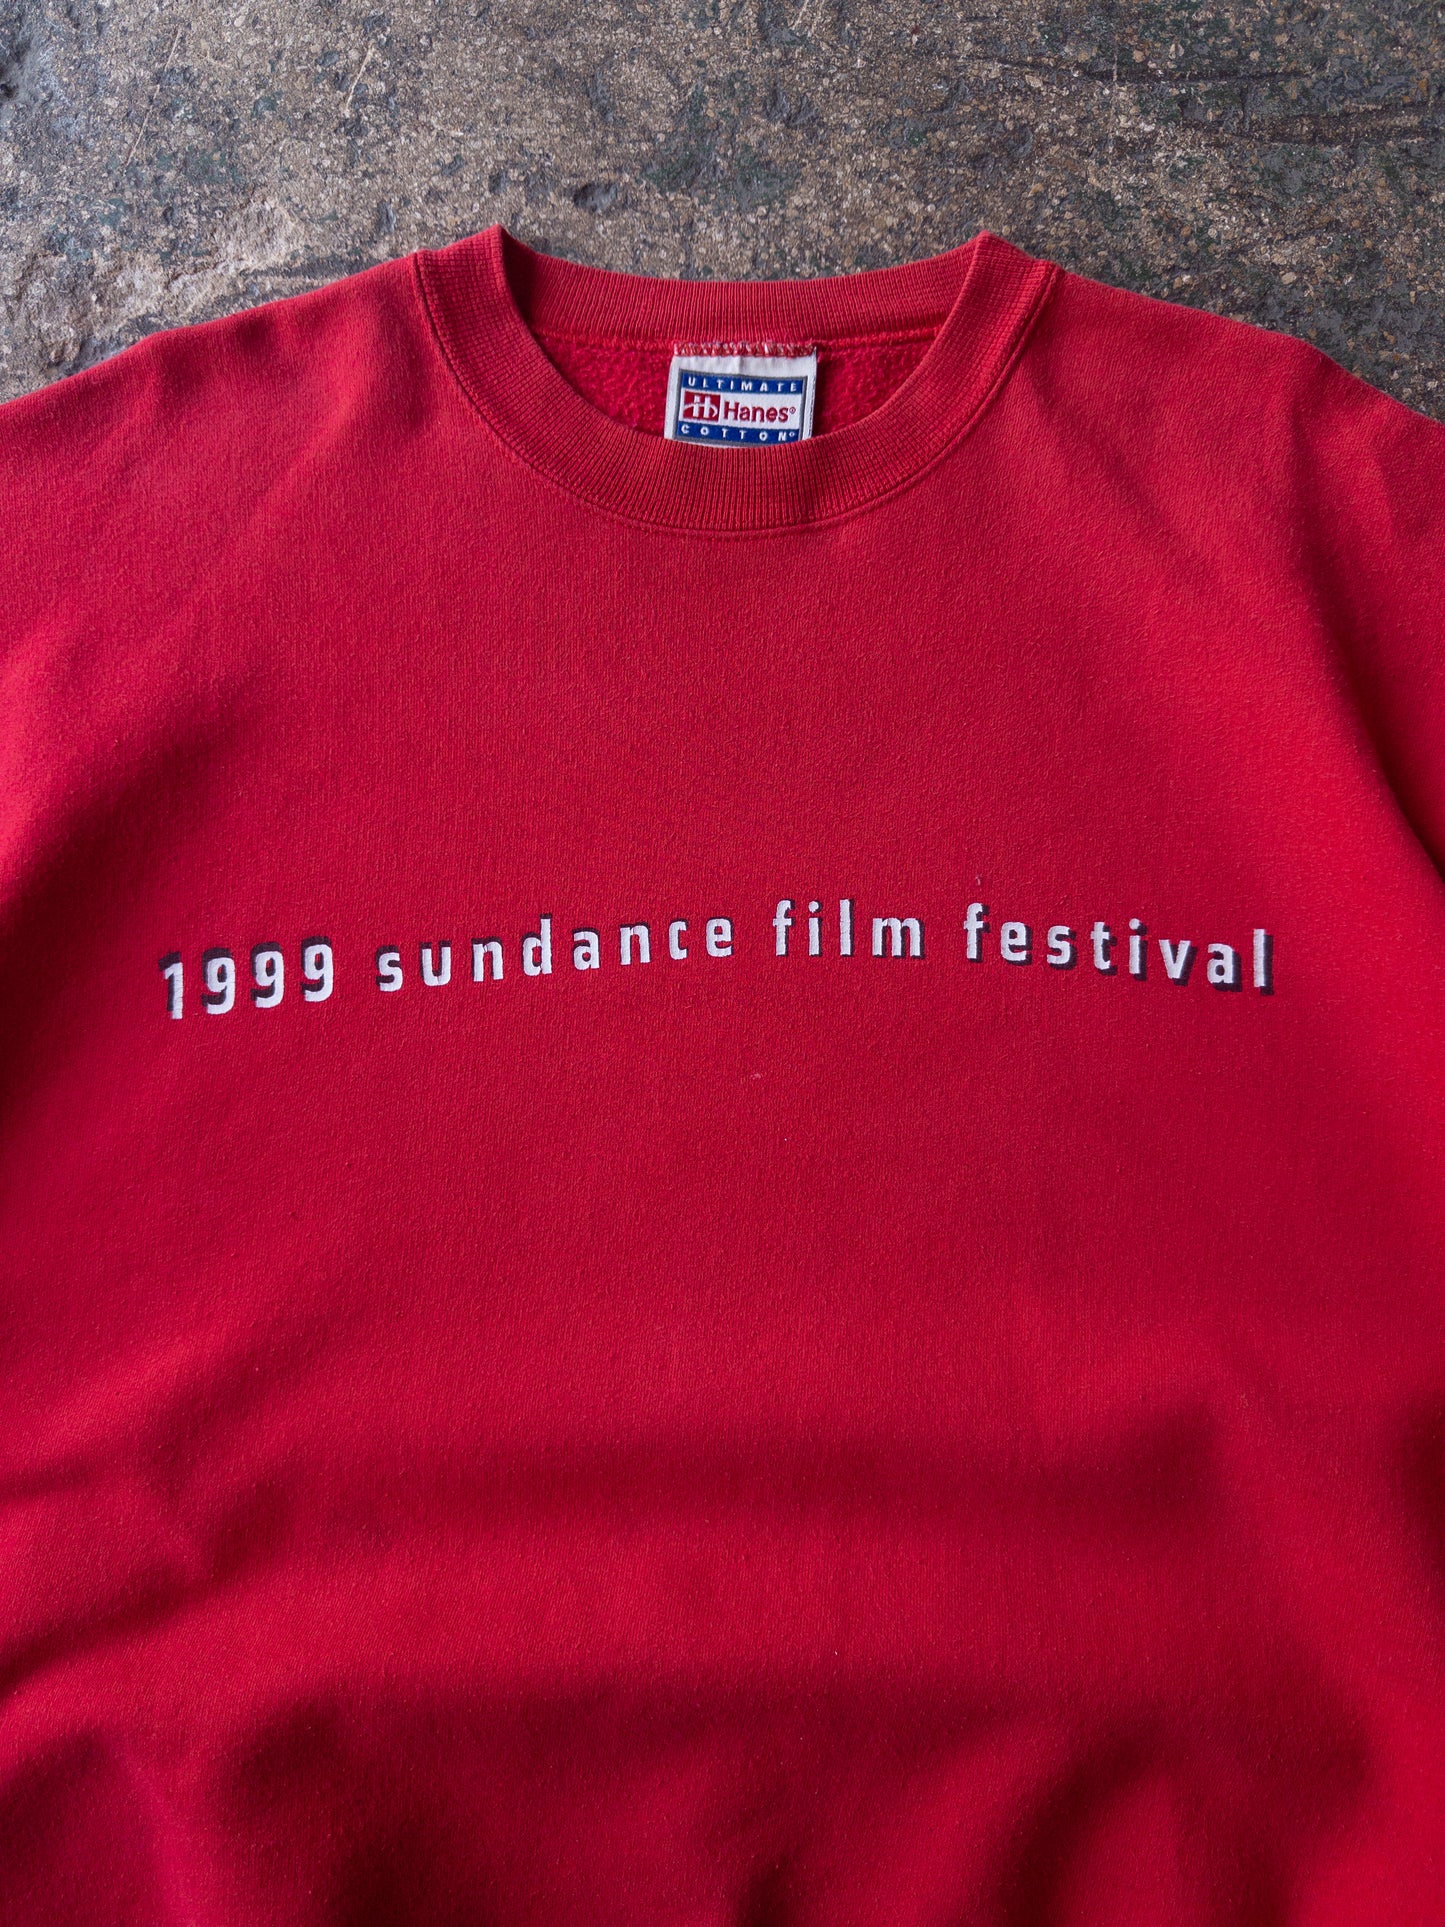 ULTIMATE
Hanes®
COTTON®
1999 sundance film festival